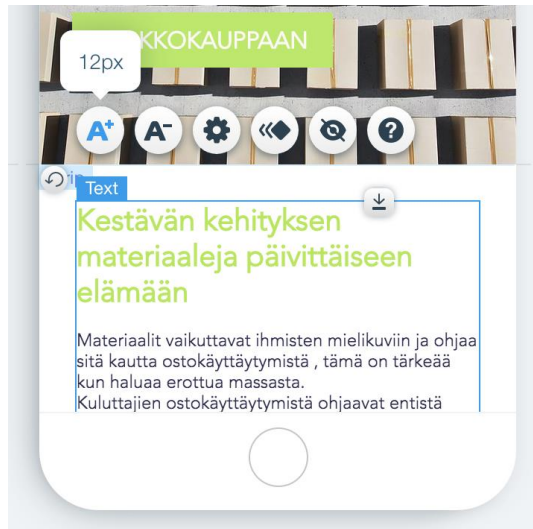 KKOKAUPPAAN
12px
A+ A- ?
Text
Kestävän kehityksen
materiaaleja päivittäiseen
elämään
Materiaalit vaikuttavat ihmisten mielikuviin ja ohjaa
sitä kautta ostokäyttäytymistä , tämä on tärkeää
kun haluaa erottua massasta.
Kuluttajien ostokäyttäytymistä ohjaavat entistä